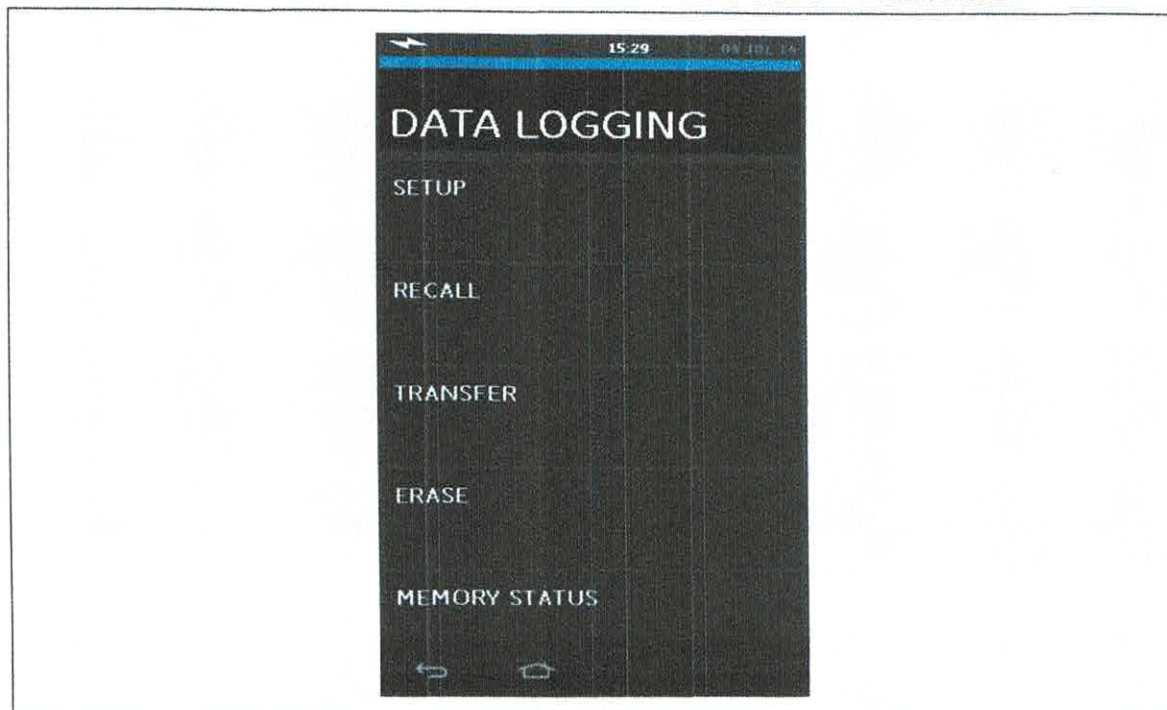 15:29
DATA LOGGING
SETUP
RECALL
TRANSFER
ERASE
MEMORY STATUS